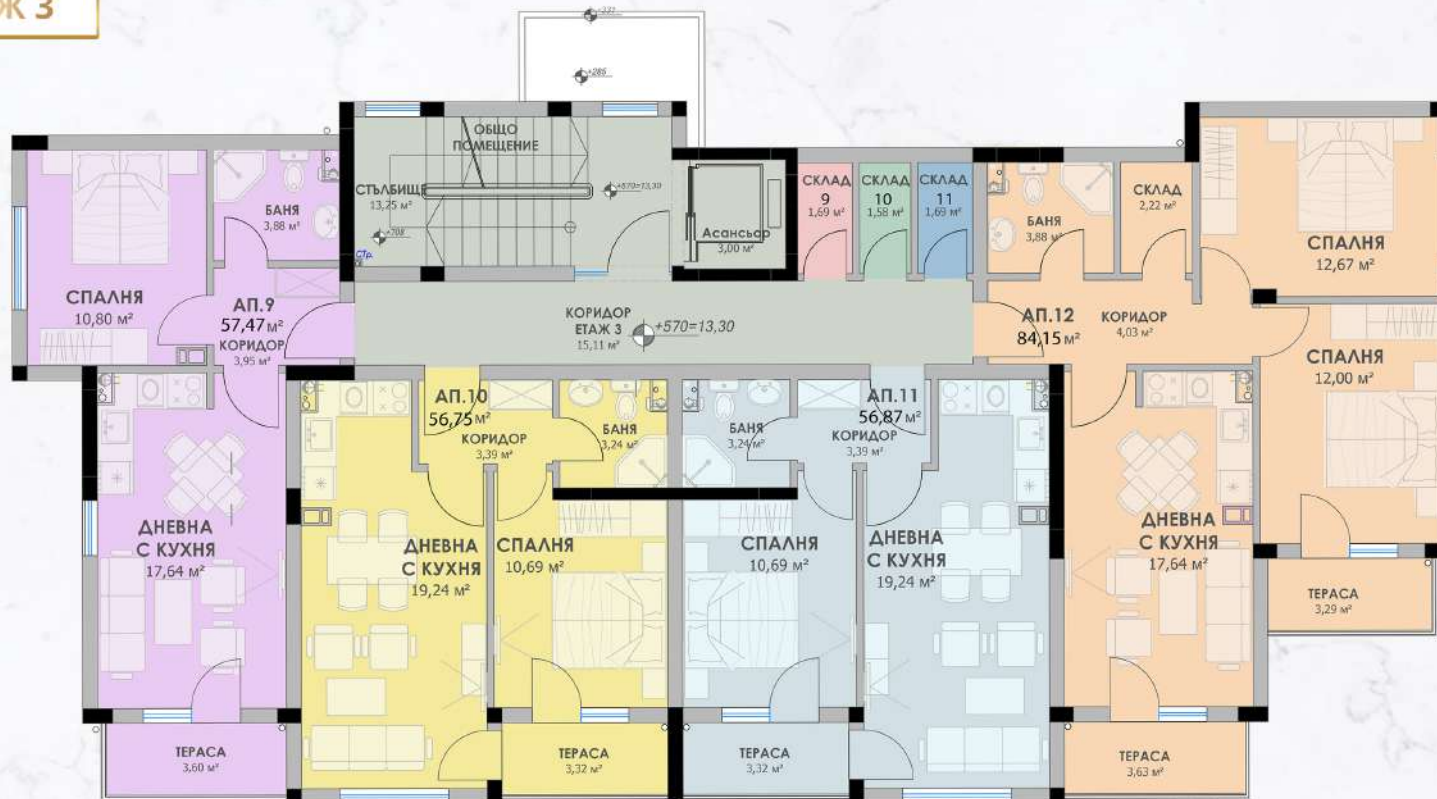 Ж 3
-331
+285
ОБЩО
ПОМЕЩЕНИЕ
СТЪЛБИЩЕ
13,25 м²
+570=13,30
+708
Стр.
Асансьор
3,00 м²
СКЛАД
9
1,69 м²
СКЛАД
10
1,58 м²
СКЛАД
11
1,69 м²
БАНЯ
3,88 м²
СКЛАД
2,22 м²
СПАЛНЯ
12,67 м²
БАНЯ
3,88 м²
СПАЛНЯ
10,80 м²
АП.9
57,47 м²
КОРИДОР
3,95 м²
КОРИДОР
ЕТАЖ 3
15,11 м²
+570=13,30
АП.12
84,15 м²
КОРИДОР
4,03 м²
СПАЛНЯ
12,00 м²
АП.10
56,75 м²
КОРИДОР
3,39 м²
БАНЯ
3,24 м²
БАНЯ
3,24 м²
АП.11
56,87 м²
КОРИДОР
3,39 м²
ДНЕВНА
С КУХНЯ
17,64 м²
ДНЕВНА
С КУХНЯ
19,24 м²
СПАЛНЯ
10,69 м²
СПАЛНЯ
10,69 м²
ДНЕВНА
С КУХНЯ
19,24 м²
ДНЕВНА
С КУХНЯ
17,64 м²
ТЕРАСА
3,29 м²
ТЕРАСА
3,60 м²
ТЕРАСА
3,32 м²
ТЕРАСА
3,32 м²
ТЕРАСА
3,63 м²